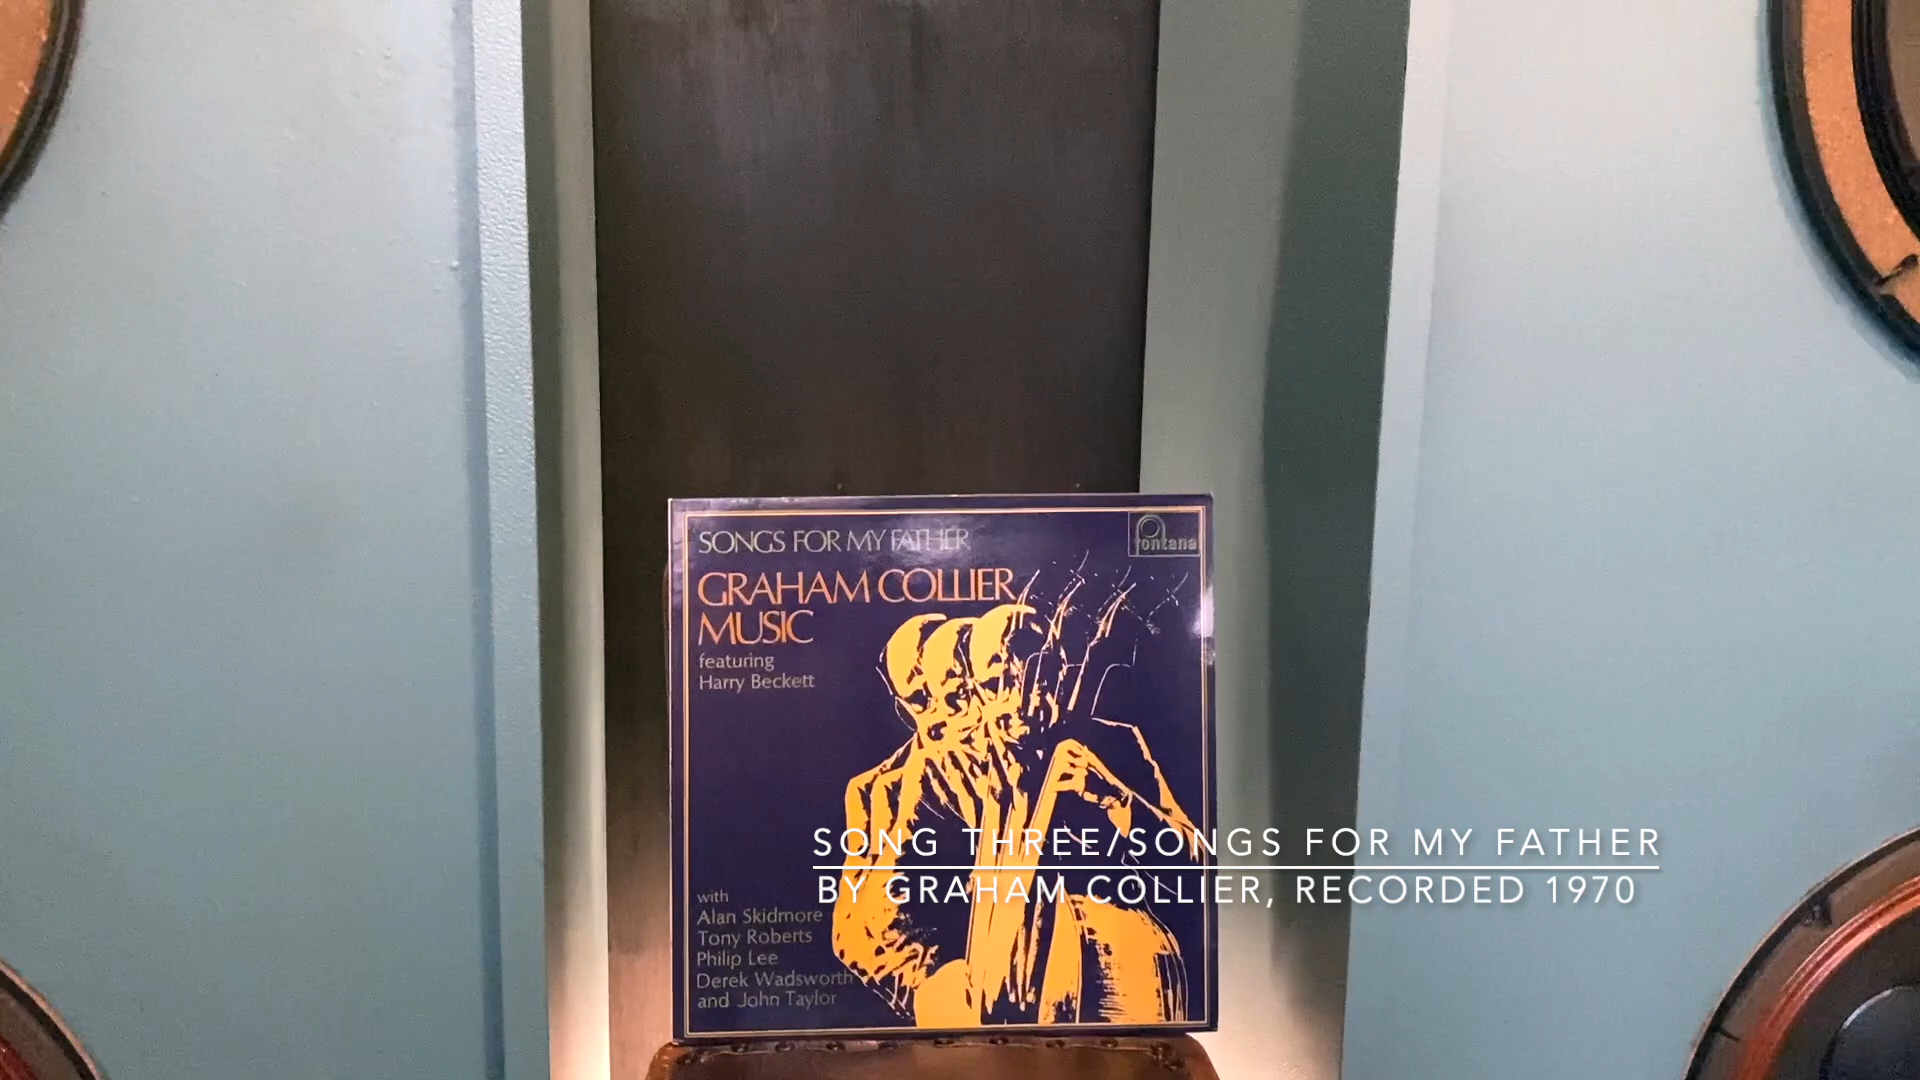 SONGS FOR MY FATHER
fontana
GRAHAM COLLIER
MUSIC
featuring
Harry Beckett
with
Alan Skidmore
Tony Roberts
Philip Lee
Derek Wadsworth
and John Taylor
SONG THREE/SONGS FOR MY FATHER
BY GRAHAM COLLIER, RECORDED 1970